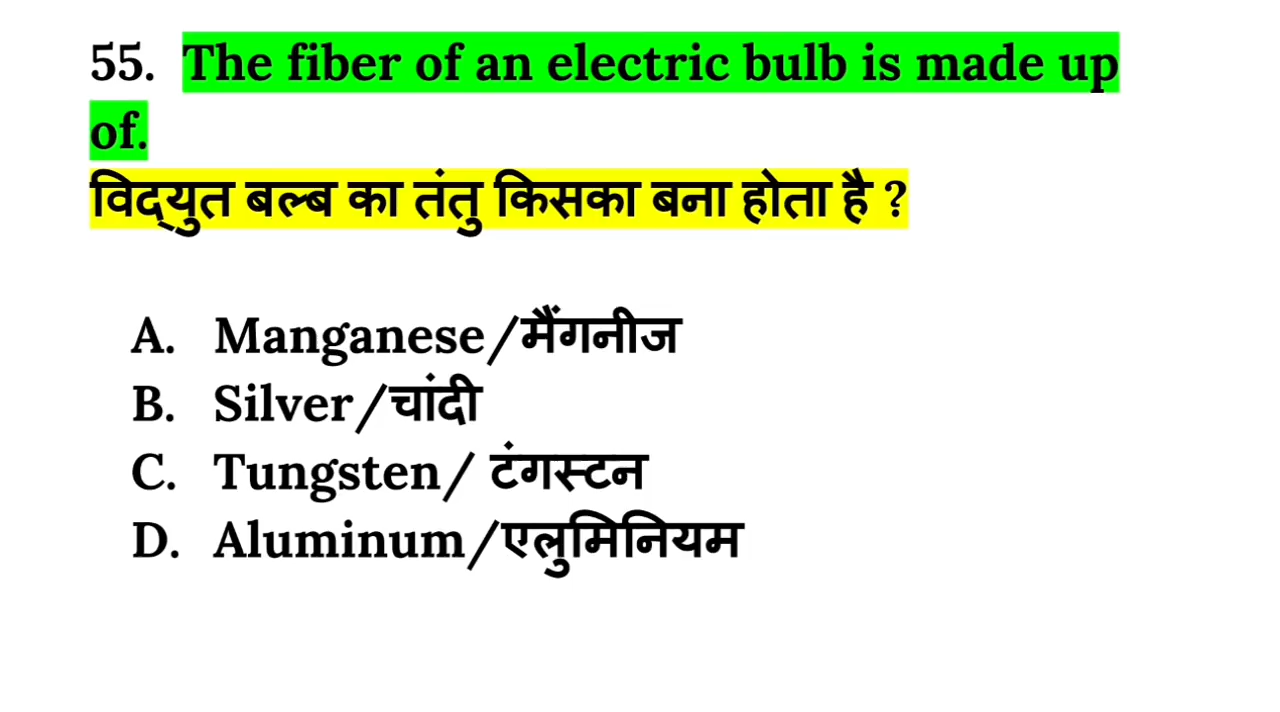 55. The fiber of an electric bulb is made up
of.
विद्युत बल्ब का तंतु किसका बना होता है ?
A. Manganese/मैंगनीज
B. Silver/चांदी
C. Tungsten/ टंगस्टन
D. Aluminum/एलुमिनियम